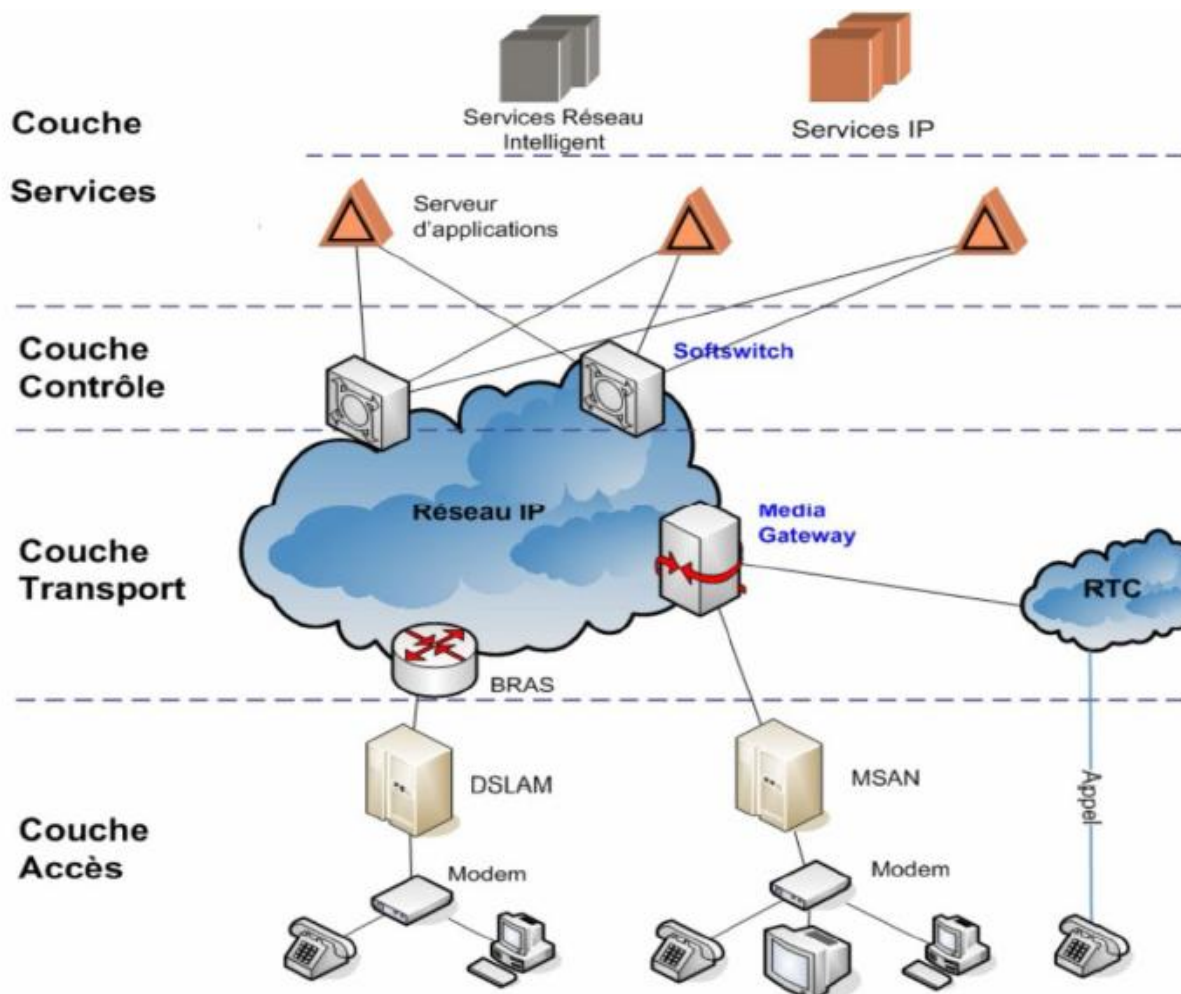 Services Réseau
Intelligent
Services IP
Couche
Services
Serveur
d'applications
Couche
Contrôle
Softswitch
Réseau IP
Media
Gateway
Couche
Transport
RTC
BRAS
DSLAM
MSAN
Appel
Couche
Accès
Modem
Modem